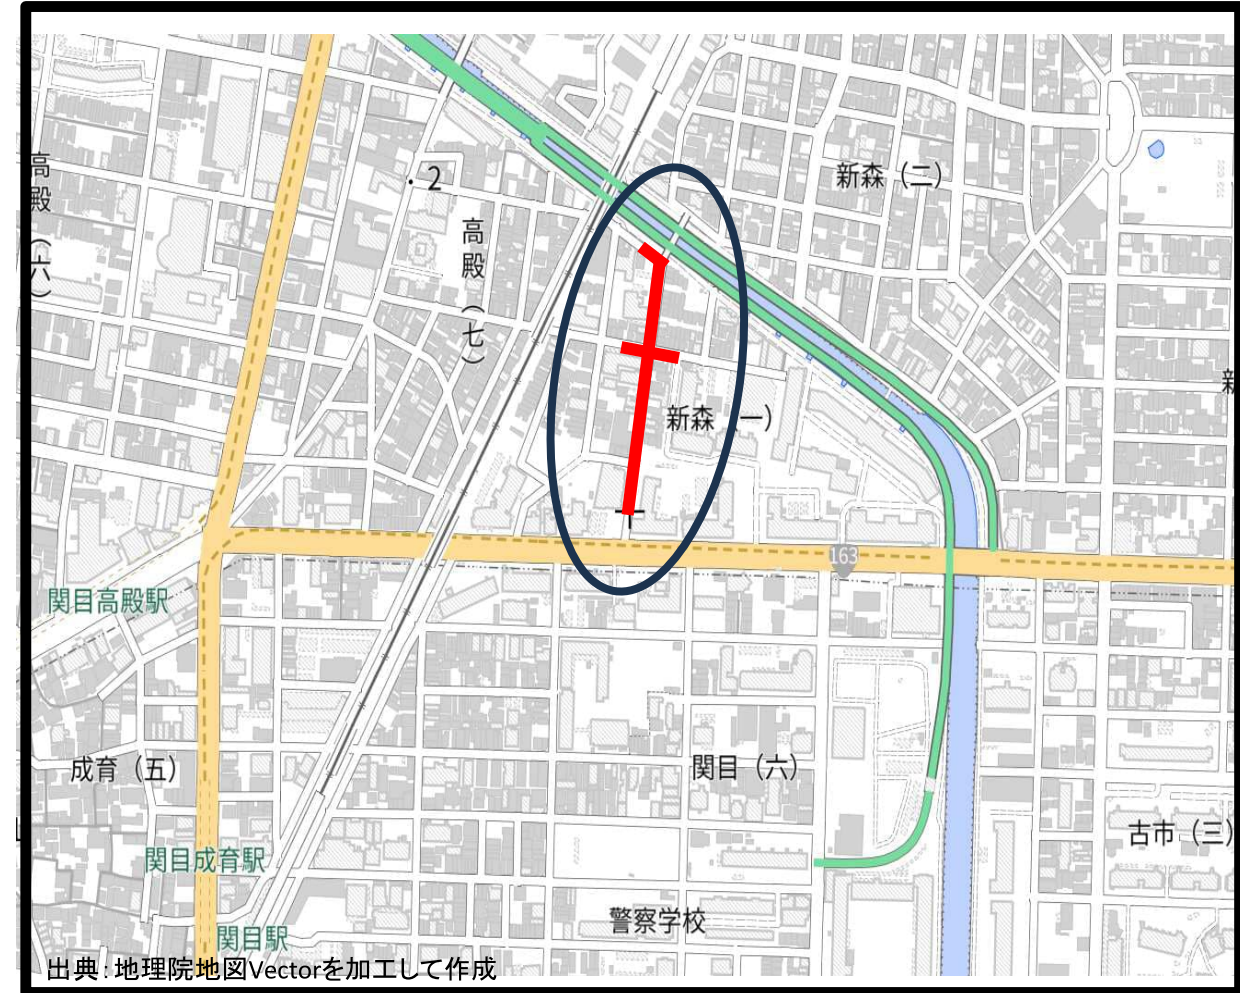 高殿（六）
・2
新森（二）
高殿（七）
新
新森（一）
163
関目高殿駅
成育（五）
関目（六）
古市（三）
関目成育駅
警察学校
関目駅
出典：地理院地図Vectorを加工して作成